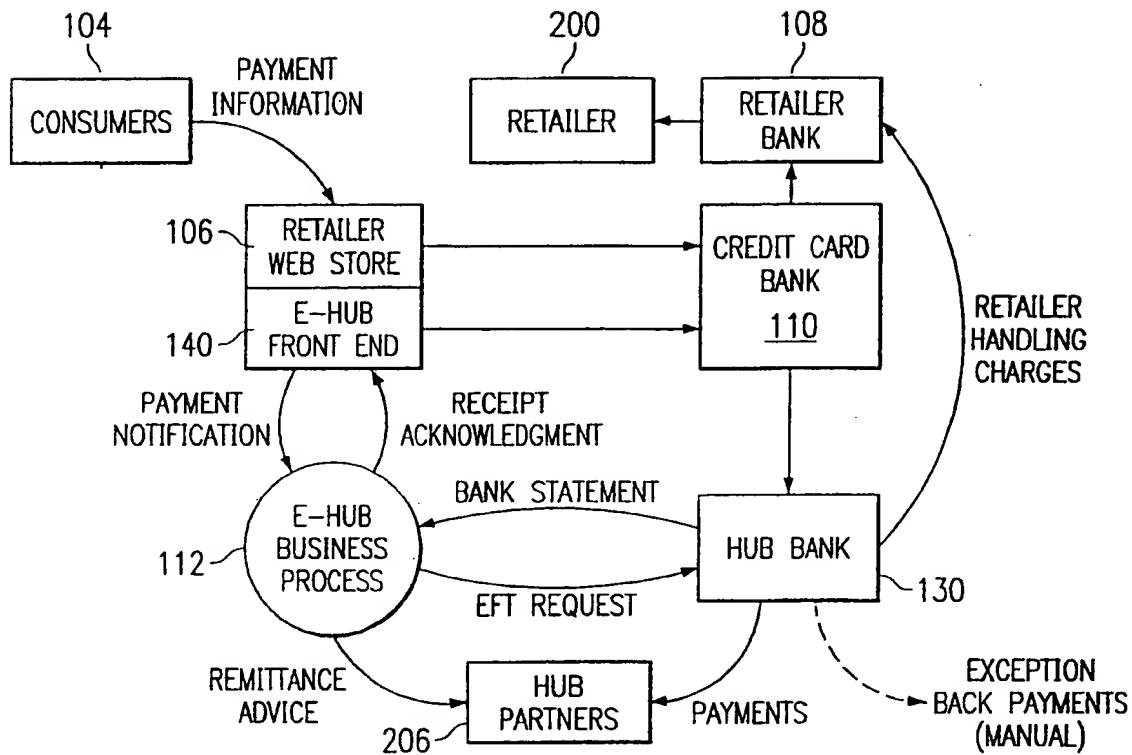 104
200
108
PAYMENT
INFORMATION
CONSUMERS
RETAILER
RETAILER
BANK
106
RETAILER
WEB STORE
CREDIT CARD
BANK
110
140
E-HUB
FRONT END
RETAILER
HANDLING
CHARGES
PAYMENT
NOTIFICATION
RECEIPT
ACKNOWLEDGMENT
BANK STATEMENT
E-HUB
BUSINESS
PROCESS
112
HUB BANK
130
EFT REQUEST
REMITTANCE
ADVICE
HUB
PARTNERS
206
PAYMENTS
EXCEPTION
BACK PAYMENTS
(MANUAL)